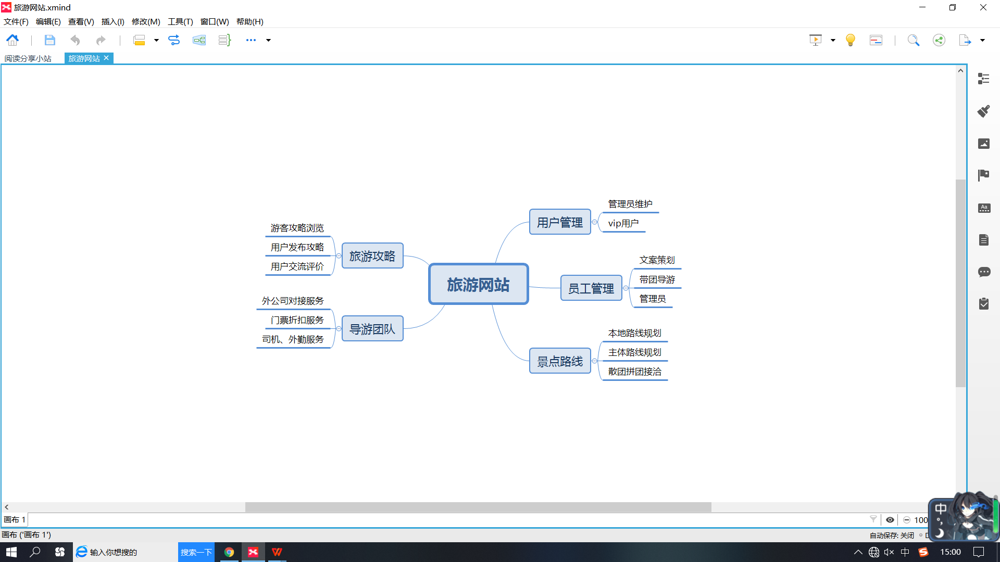 旅游网站.xmind
文件(F) 编辑(E) 查看(V) 插入(I) 修改(M) 工具(T) 窗口(W) 帮助(H)
阅读分享小站 旅游网站
旅游网站
用户管理
管理员维护
vip用户
员工管理
文案策划
带团导游
管理员
景点路线
本地路线规划
主体路线规划
散团拼团接洽
旅游攻略
游客攻略浏览
用户发布攻略
用户交流评价
导游团队
外公司对接服务
门票折扣服务
司机、外勤服务
Aa
画布 1
100
画布 ('画布 1')
自动保存: 关闭
中
输入你想搜的
搜索一下
中
15:00